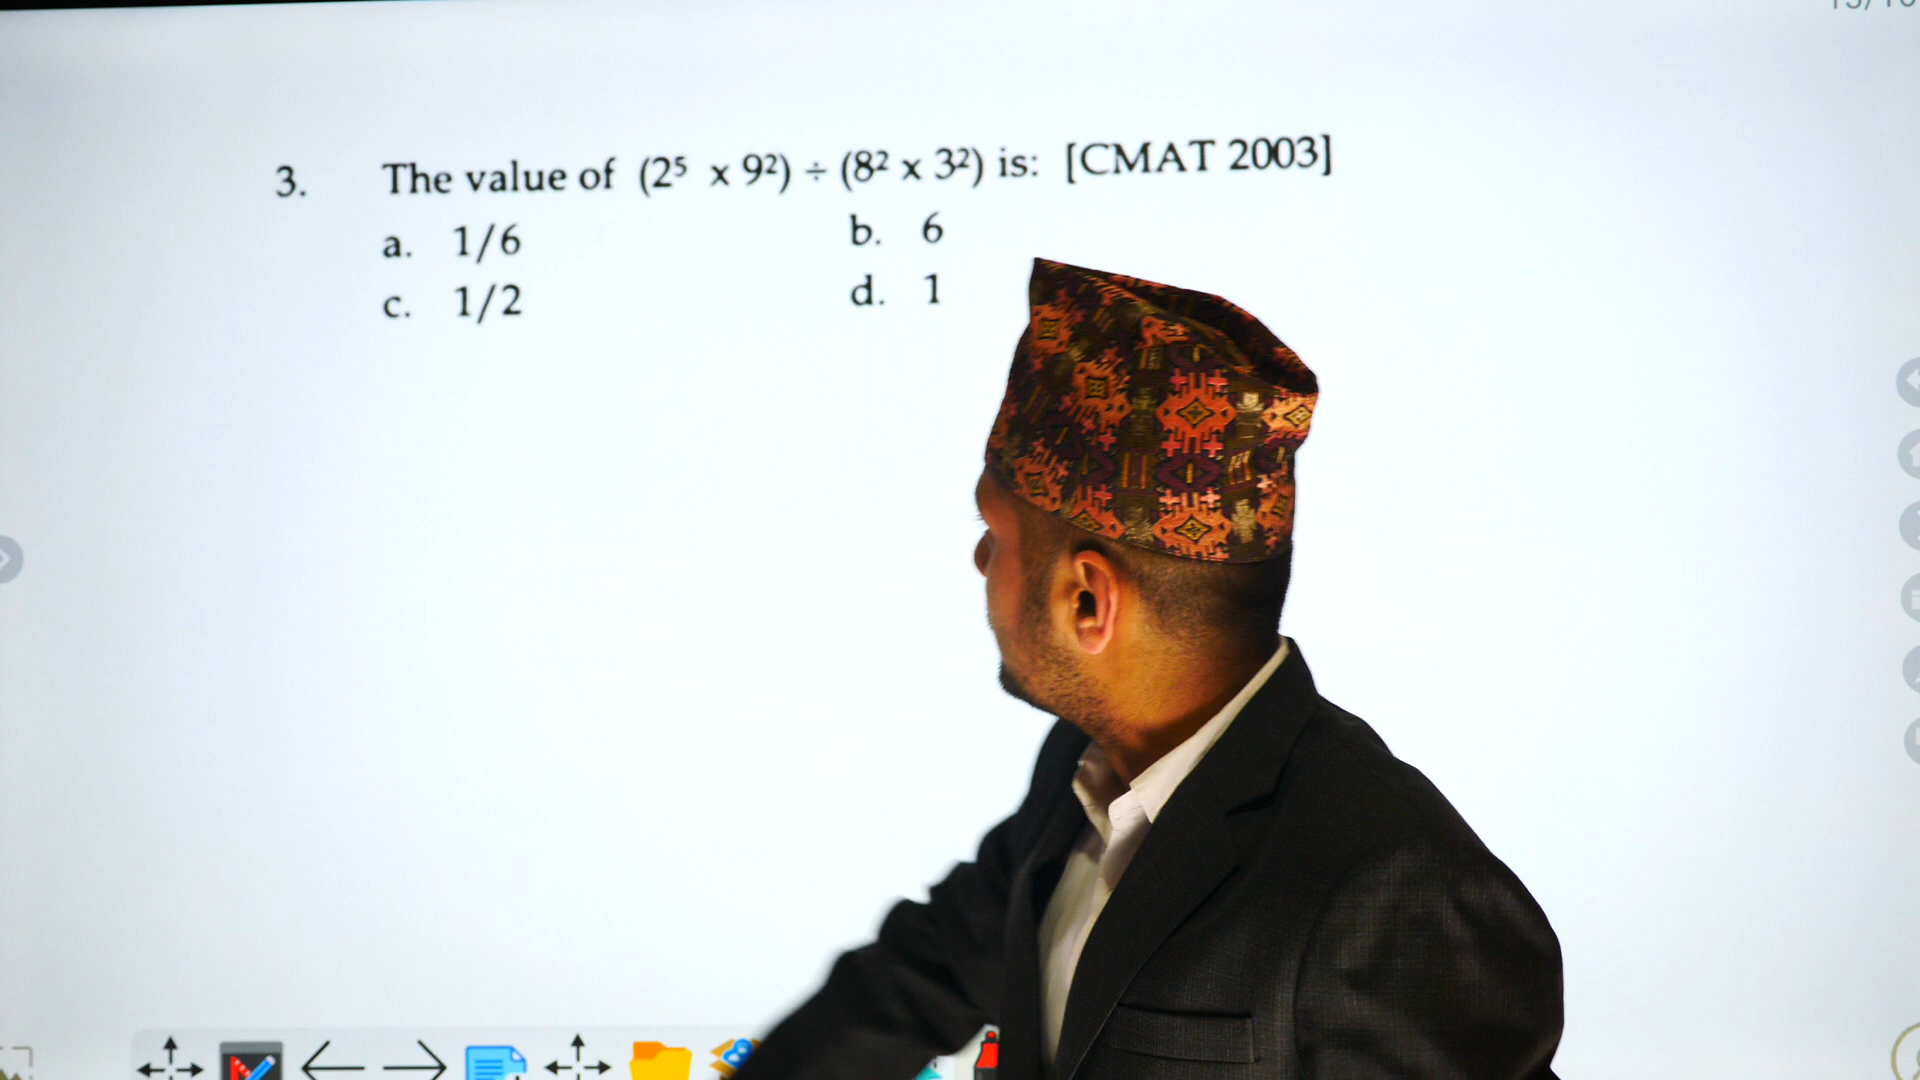 3. The value of (2⁵ x 9²) ÷ (8² x 3²) is: [CMAT 2003]
a. 1/6 b. 6
c. 1/2 d. 1